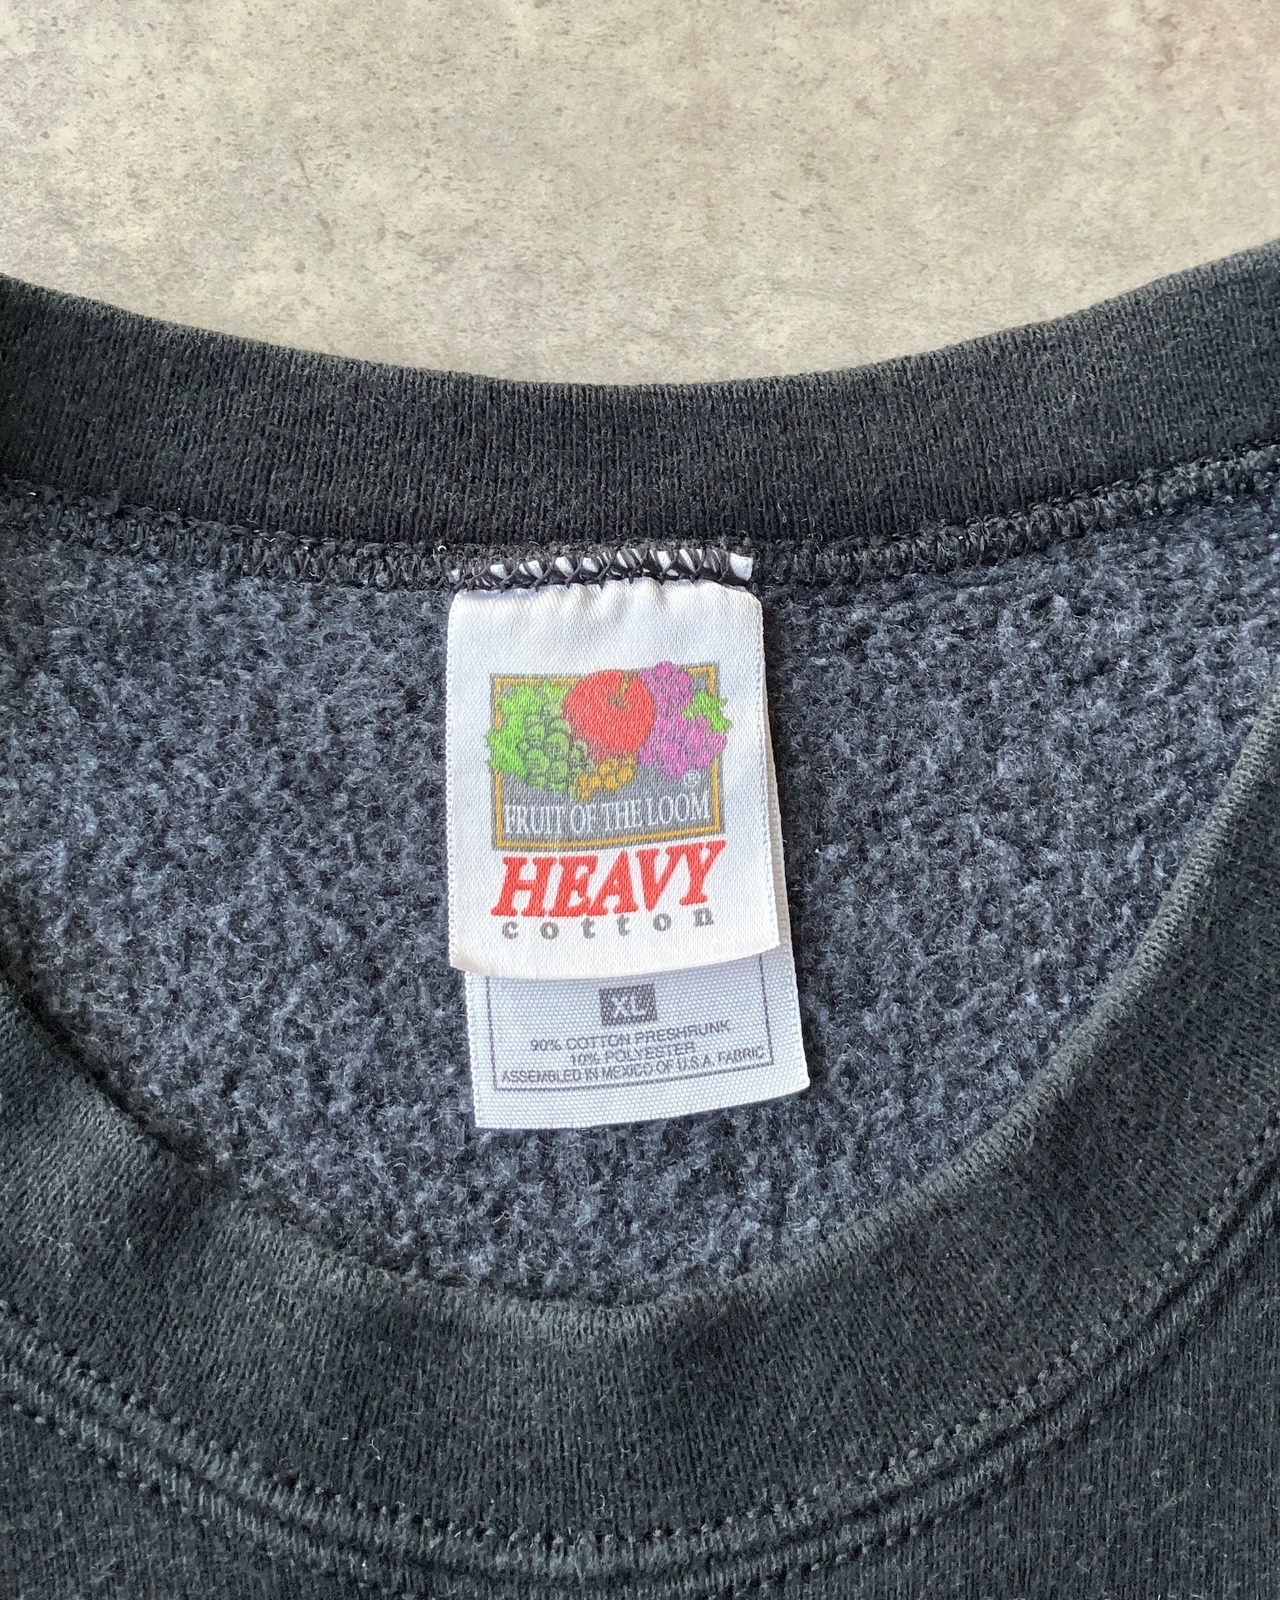 ®
FRUIT OF THE LOOM
HEAVY
cotton
XL
90% COTTON PRESHRUNK
10% POLYESTER
ASSEMBLED IN MEXICO OF U.S.A. FABRIC